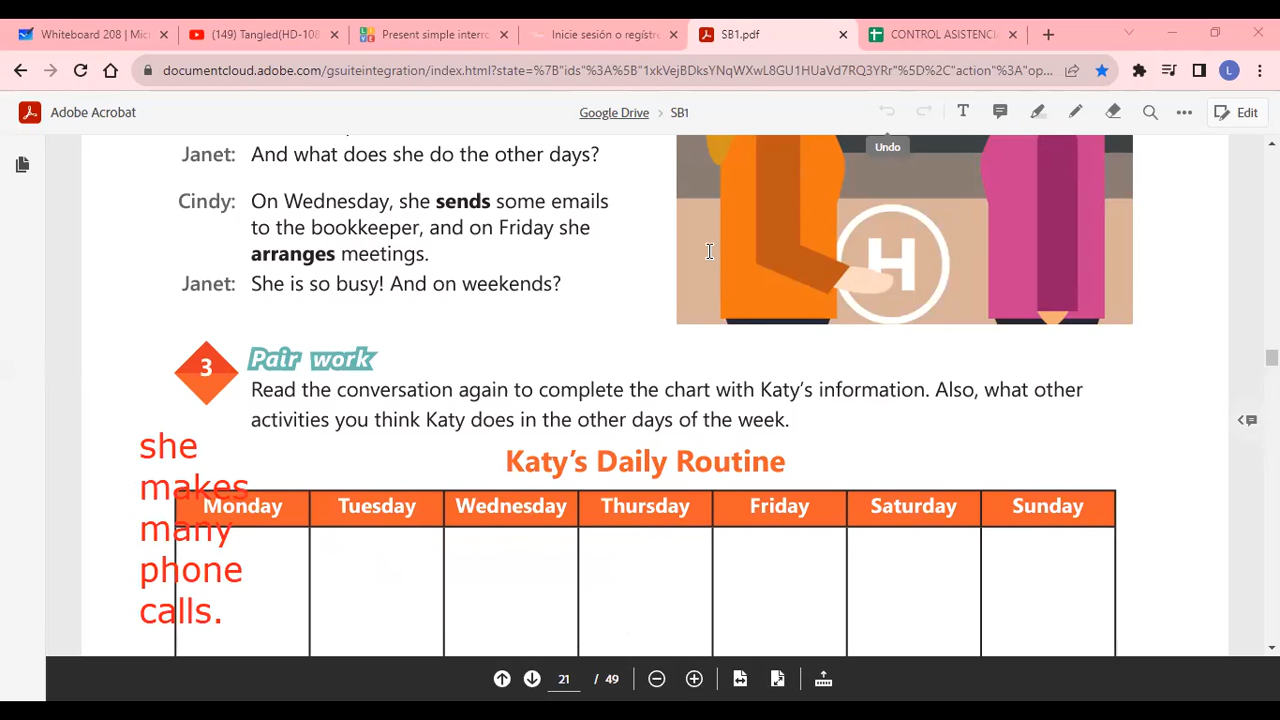 Whiteboard 208 | Mic
(149) Tangled(HD-108
Present simple interro
Inicie sesión o regístre
SB1.pdf
CONTROL ASISTENCI
documentcloud.adobe.com/gsuiteintegration/index.html?state=%7B"ids"%3A%5B"1xkVejBDksYNqWXwL8GU1HUaVd7RQ3YRr"%5D%2C"action"%3A"op...
L
Adobe Acrobat
Google Drive > SB1
T
Edit
Undo
Janet: And what does she do the other days?
Cindy: On Wednesday, she sends some emails
to the bookkeeper, and on Friday she
arranges meetings.
Janet: She is so busy! And on weekends?
H
3 Pair work
Read the conversation again to complete the chart with Katy's information. Also, what other
activities you think Katy does in the other days of the week.
she
makes
many
phone
calls.
Katy's Daily Routine
Monday Tuesday Wednesday Thursday Friday Saturday Sunday
21 / 49